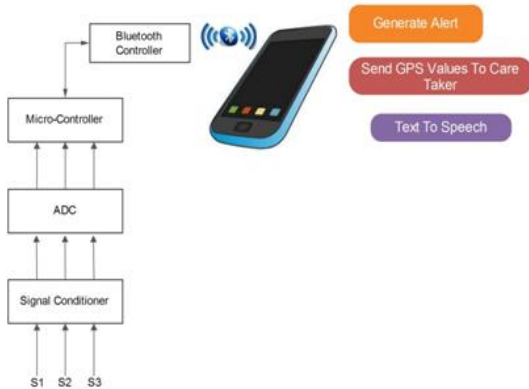 Bluetooth
Controller
Generate Alert
Send GPS Values To Care
Taker
Micro-Controller
Text To Speech
ADC
Signal Conditioner
S1 S2 S3